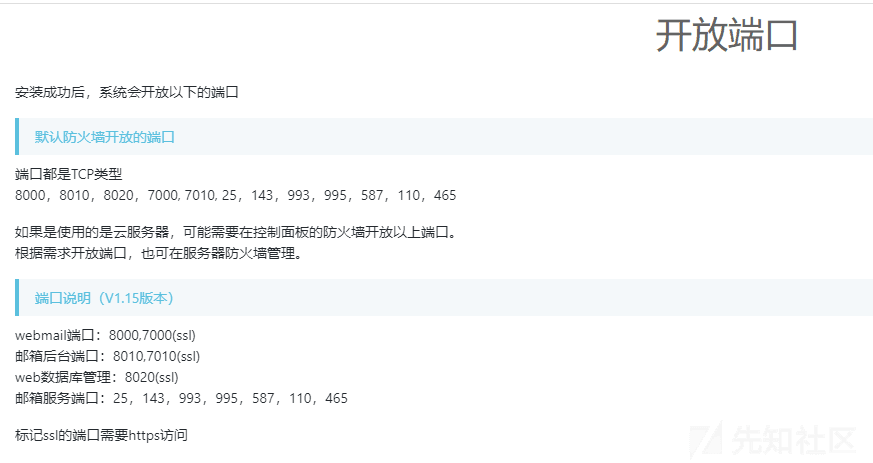 开放端口
安装成功后，系统会开放以下的端口
默认防火墙开放的端口
端口都是TCP类型
8000，8010，8020，7000, 7010, 25，143，993，995，587，110，465
如果是使用的是云服务器，可能需要在控制面板的防火墙开放以上端口。
根据需求开放端口，也可在服务器防火墙管理。
端口说明（V1.15版本）
webmail端口：8000,7000(ssl)
邮箱后台端口：8010,7010(ssl)
web数据库管理：8020(ssl)
邮箱服务端口：25，143，993，995，587，110，465
标记ssl的端口需要https访问
先知社区